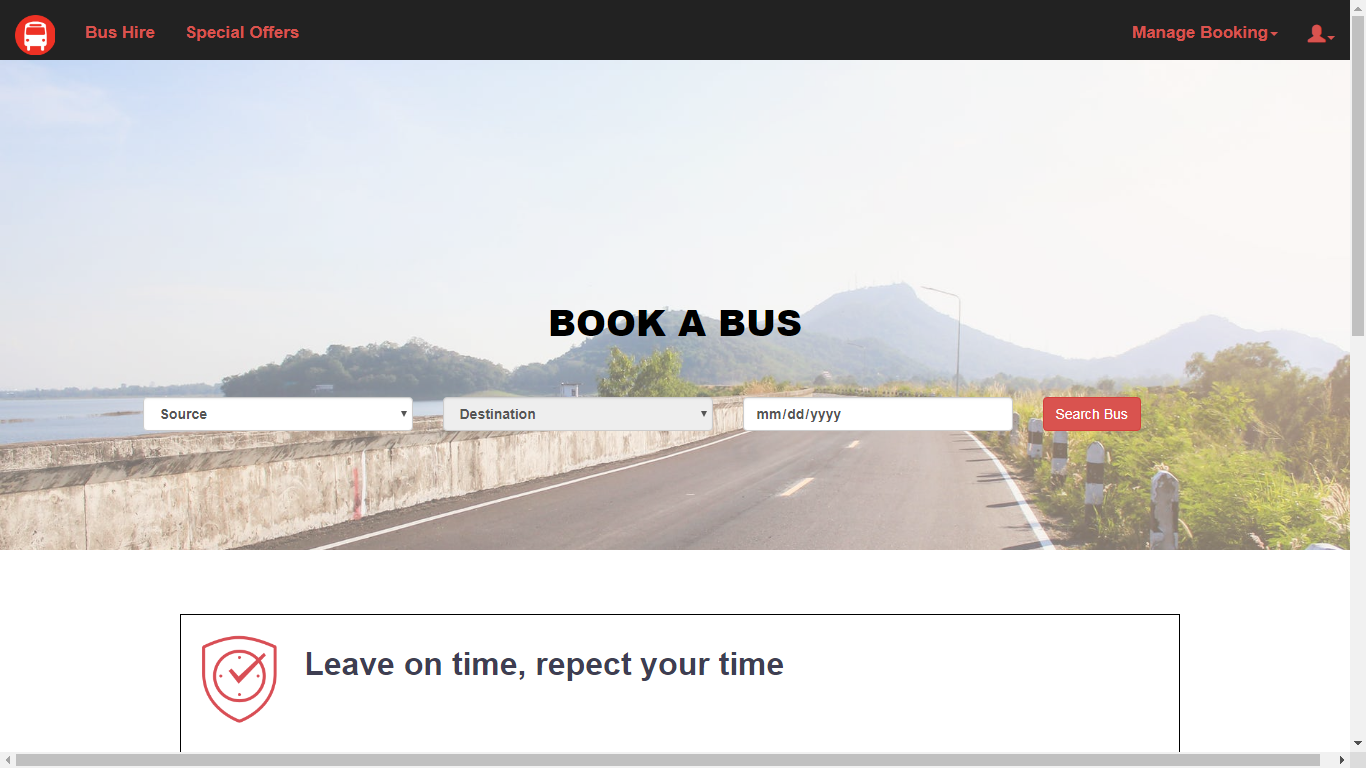 Bus Hire Special Offers Manage Booking
BOOK A BUS
Source Destination mm/dd/yyyy Search Bus
Leave on time, repect your time